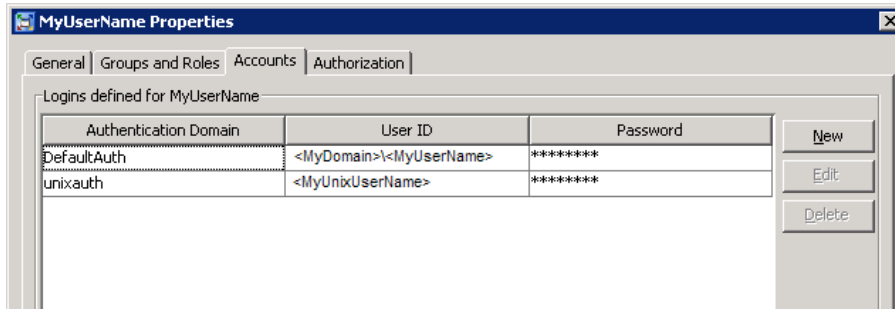 MyUserName Properties
General Groups and Roles Accounts Authorization
Logins defined for MyUserName
Authentication Domain User ID Password New
DefaultAuth <MyDomain>\<MyUserName> ********
unixauth <MyUnixUserName> ******** Edit
Delete